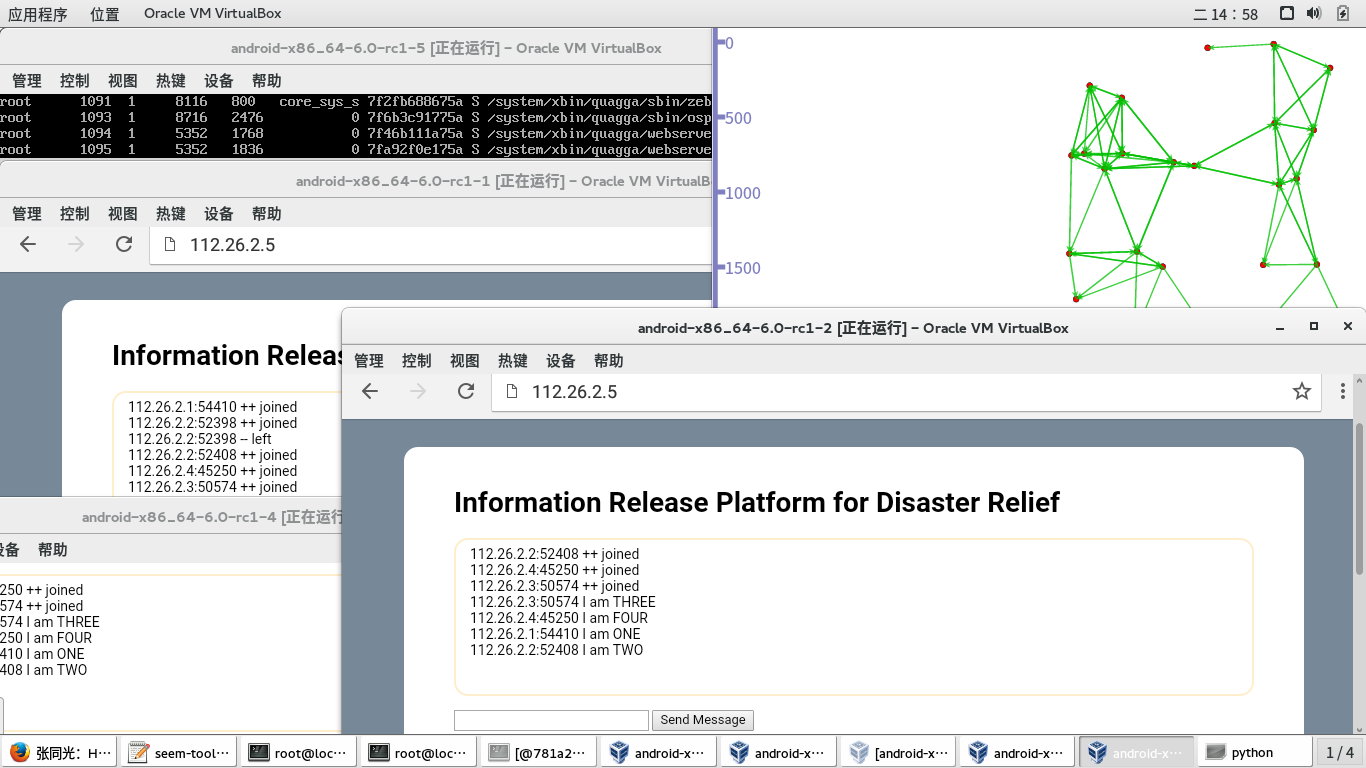 应用程序 位置 Oracle VM VirtualBox 二 14：58
android-x86_64-6.0-rc1-5 [正在运行] - Oracle VM VirtualBox
管理 控制 视图 热键 设备 帮助
root 1091 1 8116 800 core_sys_s 7f2fb688675a S /system/xbin/quagga/sbin/zeb
root 1093 1 8716 2476 0 7f6b3c91775a S /system/xbin/quagga/sbin/osp
root 1094 1 5352 1768 0 7f46b111a75a S /system/xbin/quagga/webserve
root 1095 1 5352 1836 0 7fa92f0e175a S /system/xbin/quagga/webserve
0
500
1000
1500
android-x86_64-6.0-rc1-1 [正在运行] - Oracle VM VirtualB
管理 控制 视图 热键 设备 帮助
112.26.2.5
Information Releas
112.26.2.1:54410 ++ joined
112.26.2.2:52398 ++ joined
112.26.2.2:52398 -- left
112.26.2.2:52408 ++ joined
112.26.2.4:45250 ++ joined
112.26.2.3:50574 ++ joined
android-x86_64-6.0-rc1-4 [正在运行
设备 帮助
250 ++ joined
574 ++ joined
574 I am THREE
250 I am FOUR
410 I am ONE
408 I am TWO
android-x86_64-6.0-rc1-2 [正在运行] - Oracle VM VirtualBox
管理 控制 视图 热键 设备 帮助
112.26.2.5
Information Release Platform for Disaster Relief
112.26.2.2:52408 ++ joined
112.26.2.4:45250 ++ joined
112.26.2.3:50574 ++ joined
112.26.2.3:50574 I am THREE
112.26.2.4:45250 I am FOUR
112.26.2.1:54410 I am ONE
112.26.2.2:52408 I am TWO
Send Message
张同光：H… seem-tool… root@loc… root@loc… [@781a2… android-x… android-x… [android-x… android-x… android-x… python 1 / 4